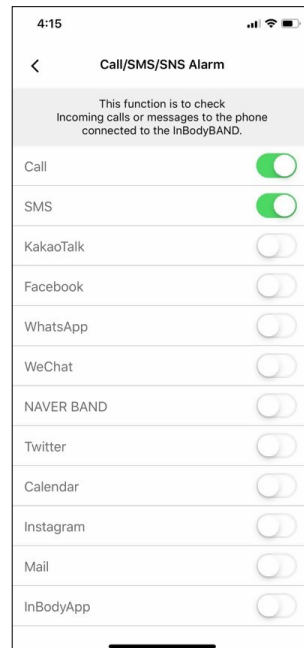 4:15
Call/SMS/SNS Alarm
This function is to check
Incoming calls or messages to the phone
connected to the InBodyBAND.
Call
SMS
KakaoTalk
Facebook
WhatsApp
WeChat
NAVER BAND
Twitter
Calendar
Instagram
Mail
InBodyApp